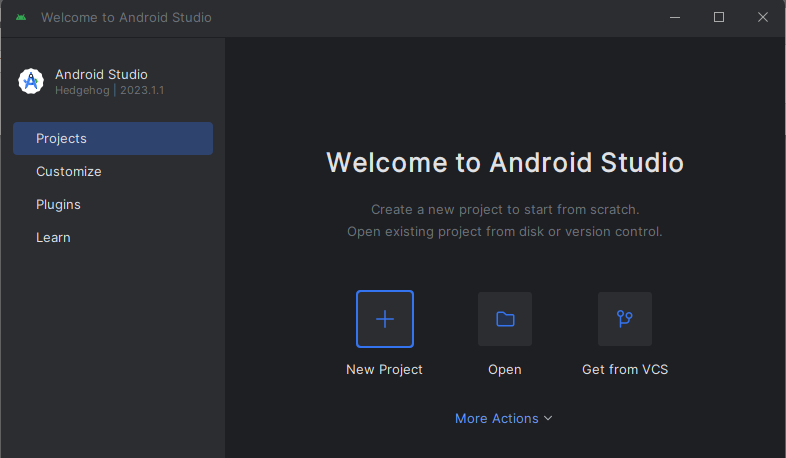 Welcome to Android Studio
Android Studio
Hedgehog | 2023.1.1
Projects
Customize
Plugins
Learn
Welcome to Android Studio
Create a new project to start from scratch.
Open existing project from disk or version control.
New Project
Open
Get from VCS
More Actions